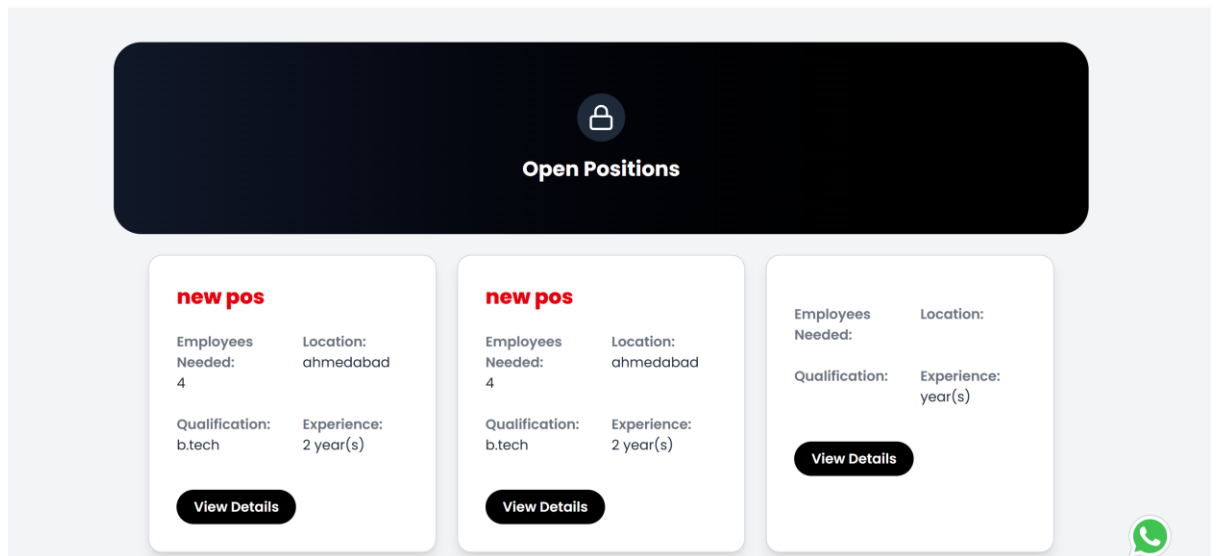 Open Positions
new pos
Employees
Needed:
4
Location:
ahmedabad
Qualification:
b.tech
Experience:
2 year(s)
View Details
new pos
Employees
Needed:
4
Location:
ahmedabad
Qualification:
b.tech
Experience:
2 year(s)
View Details
Employees
Needed:
Location:
Qualification:
Experience:
year(s)
View Details